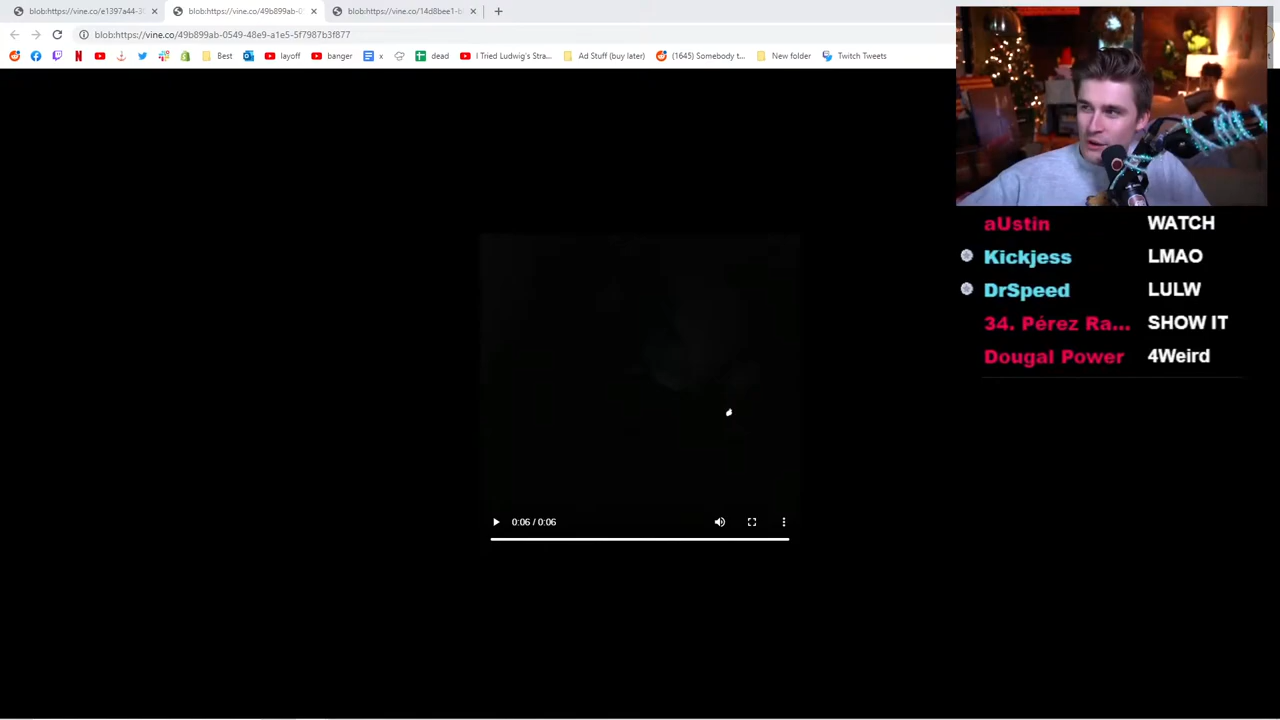 blob:https://vine.co/e1397a44-3
blob:https://vine.co/49b899ab-0
blob:https://vine.co/14d8bee1-b
blob:https://vine.co/49b899ab-0549-48e9-a1e5-5f7987b3f877
Best
layoff
banger
x
dead
I Tried Ludwig's Stra...
Ad Stuff (buy later)
(1645) Somebody t...
New folder
Twitch Tweets
aUstin WATCH
Kickjess LMAO
DrSpeed LULW
34. Pérez Ra... SHOW IT
Dougal Power 4Weird
0:06 / 0:06